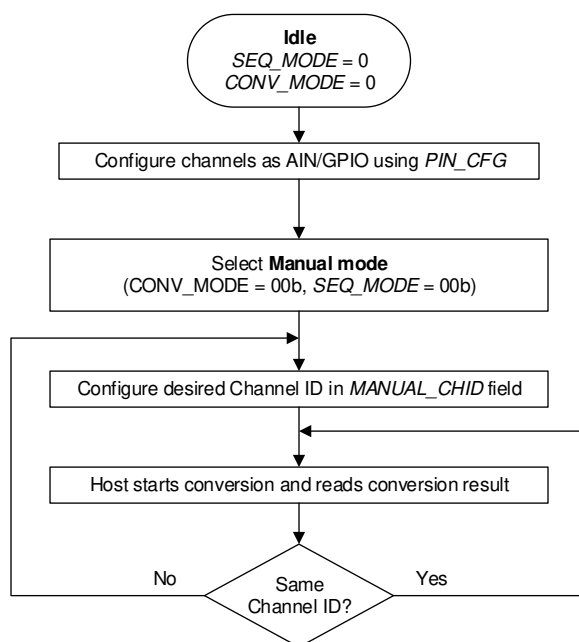 Idle
SEQ_MODE = 0
CONV_MODE = 0
Configure channels as AIN/GPIO using PIN_CFG
Select Manual mode
(CONV_MODE = 00b, SEQ_MODE = 00b)
Configure desired Channel ID in MANUAL_CHID field
Host starts conversion and reads conversion result
No
Same
Channel ID?
Yes